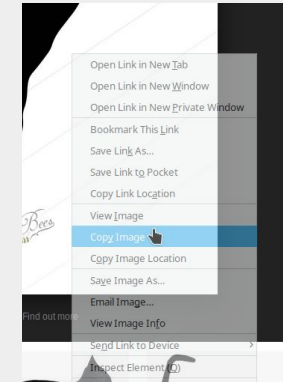 Open Link in New Tab
Open Link in New Window
Open Link in New Private Window
Bookmark This Link
Save Link As...
Save Link to Pocket
Copy Link Location
View Image
Copy Image
Copy Image Location
Save Image As...
Email Image...
View Image Info
Send Link to Device
Inspect Element (Q)
Bees
Find out more